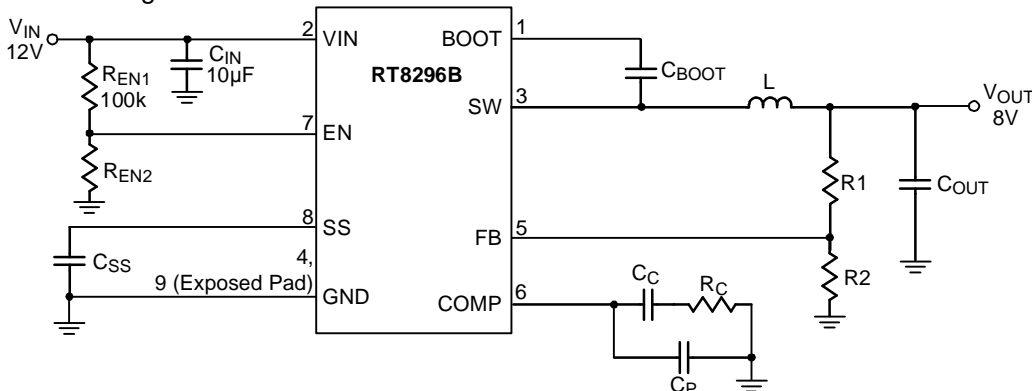 VIN
12V
REN1
100k
REN2
CIN
10µF
CSS
2
7
8
4,
9 (Exposed Pad)
VIN
EN
SS
GND
RT8296B
BOOT
SW
FB
COMP
1
3
5
6
CBOOT
L
R1
R2
COUT
VOUT
8V
CC
RC
CP